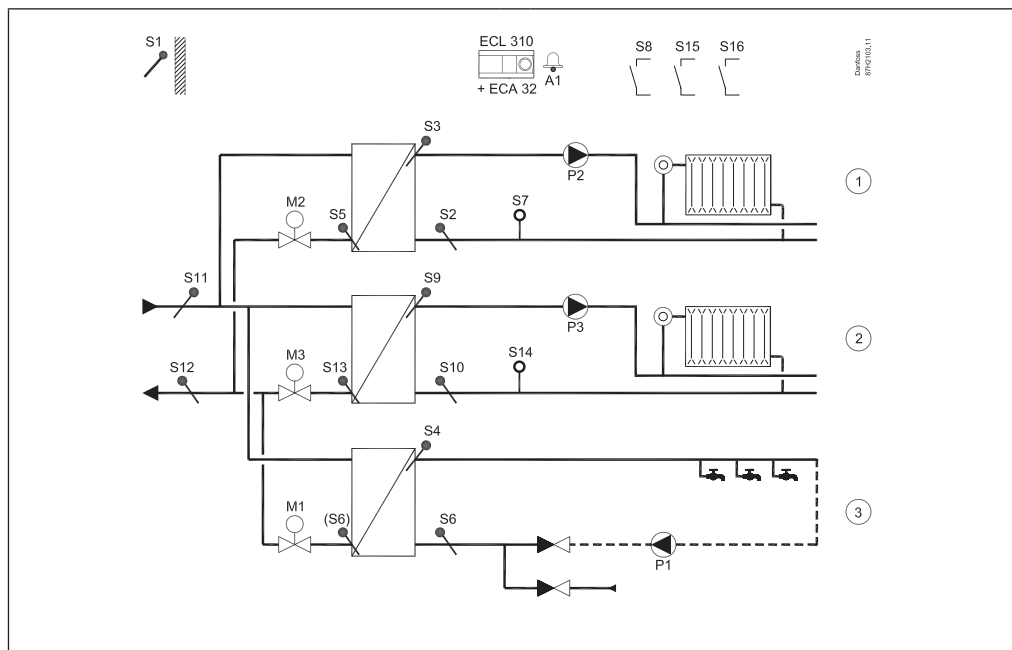 S1
ECL 310
+ ECA 32
A1
S8
S15
S16
Danfoss
87H2103.11
S3
P2
1
M2
S5
S2
S7
S11
S9
P3
2
S12
M3
S13
S10
S14
S4
3
M1
(S6)
S6
P1